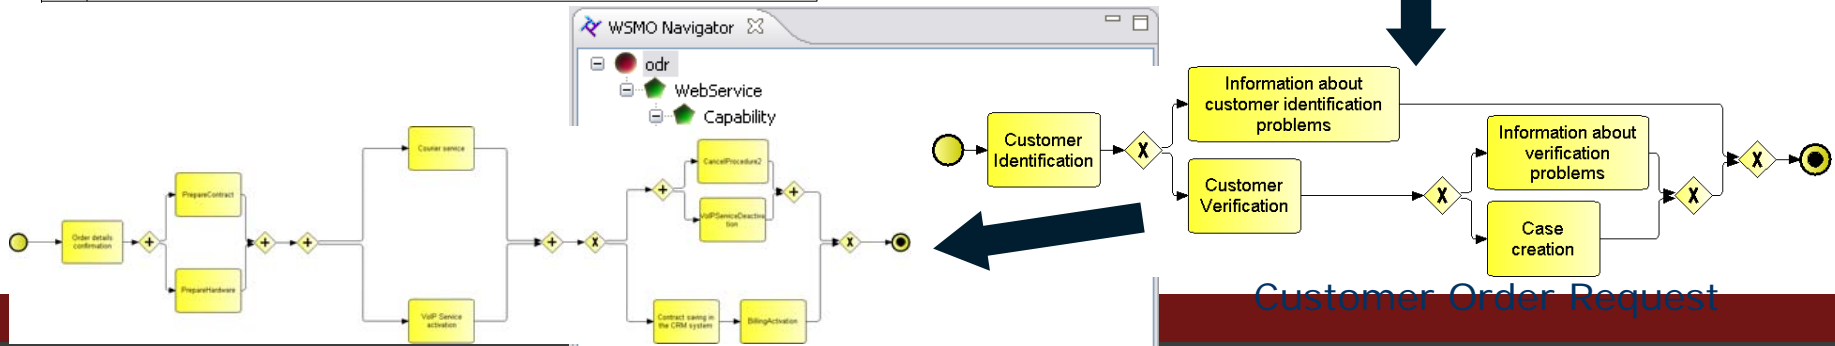 WSMO Navigator
odr
WebService
Capability
Information about
customer identification
problems
Customer
Identification
X
Customer
Verification
X
Information about
verification
problems
X
Case
creation
X
Customer Order Request
Order details
confirmation
PrepareContract
PrepareHardware
Courier service
VoIP Service
activation
X
CancelProcedure2
VoIPServiceDeactiva
tion
Contract saving in
the CRM system
BillingActivation
X